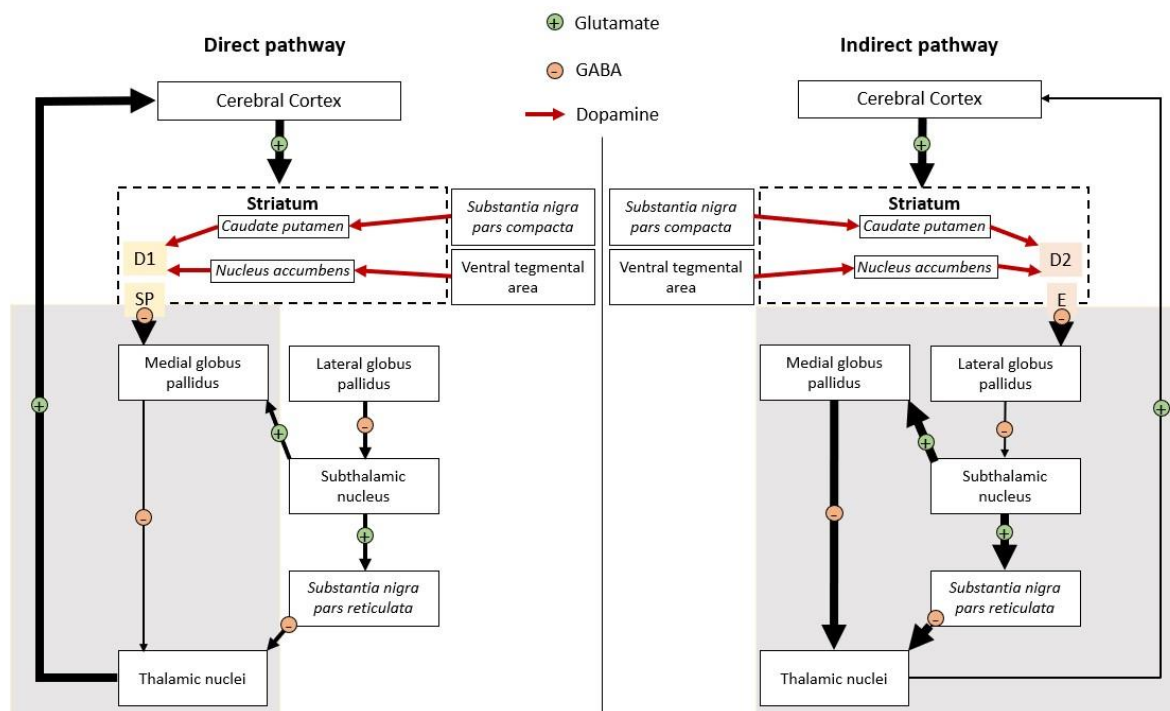 Direct pathway
+ Glutamate
- GABA
Dopamine
Indirect pathway
Cerebral Cortex
+
Striatum
Caudate putamen
Nucleus accumbens
D1
SP
-
Substantia nigra
pars compacta
Ventral tegmental
area
Medial globus
pallidus
Lateral globus
pallidus
-
+
+
Subthalamic
nucleus
-
+
Substantia nigra
pars reticulata
-
Thalamic nuclei
Cerebral Cortex
+
Substantia nigra
pars compacta
Ventral tegmental
area
Striatum
Caudate putamen
Nucleus accumbens
D2
E
-
Medial globus
pallidus
Lateral globus
pallidus
+
-
+
Subthalamic
nucleus
-
+
Substantia nigra
pars reticulata
-
Thalamic nuclei